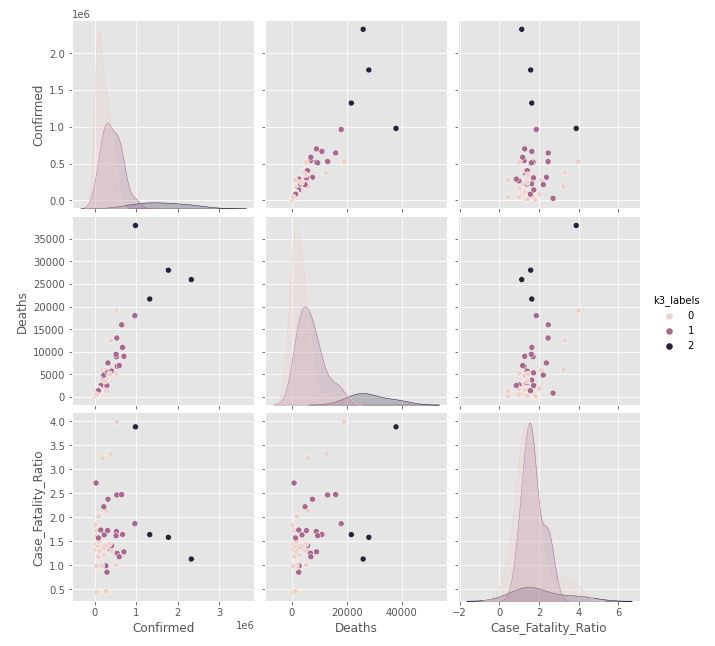 1e6
2.0
1.5
1.0
0.5
0.0
Confirmed
35000
30000
25000
20000
15000
10000
5000
0
Deaths
k3_labels
0
1
2
4.0
3.5
3.0
2.5
2.0
1.5
1.0
0.5
Case_Fatality_Ratio
0 1 2 3
1e6
0 20000 40000
−2 0 2 4 6
Confirmed
Deaths
Case_Fatality_Ratio